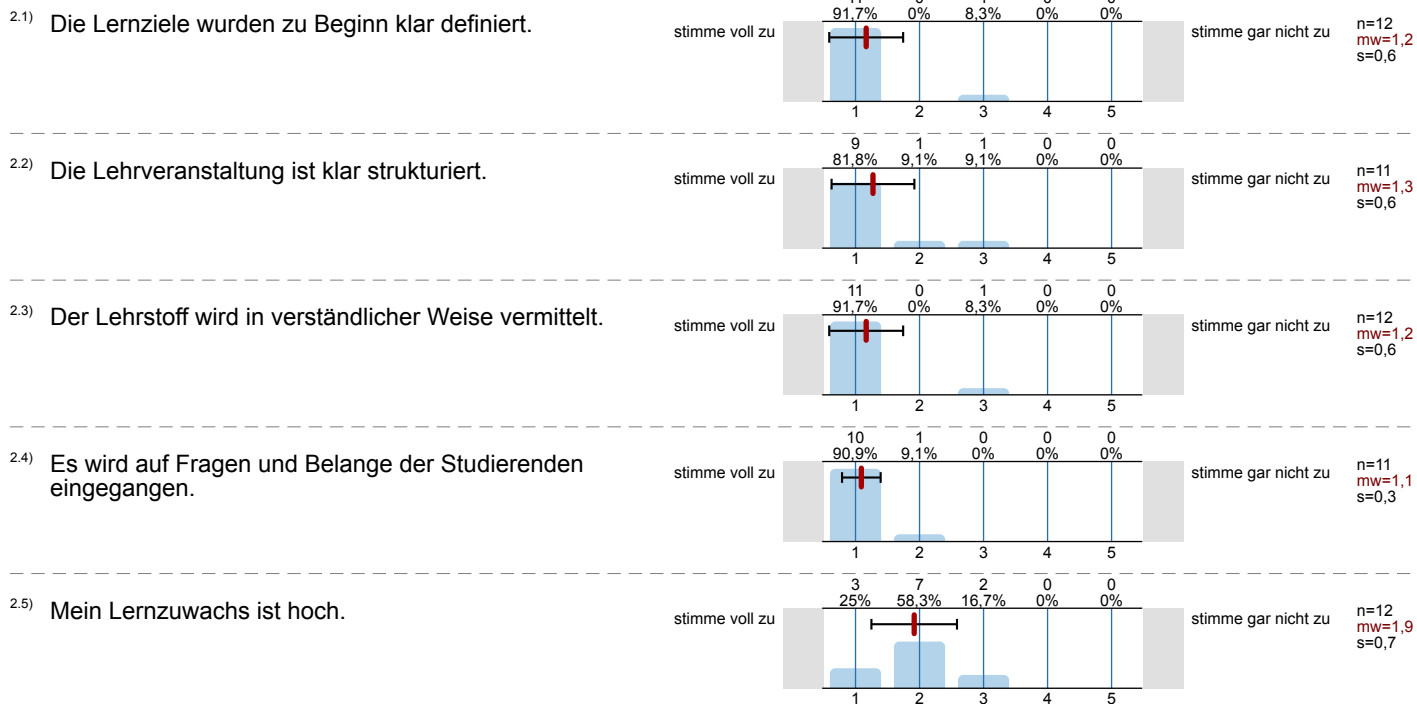 2.1) Die Lernziele wurden zu Beginn klar definiert.
91,7% 0% 8,3% 0% 0%
stimme voll zu stimme gar nicht zu
n=12
mw=1,2
s=0,6
1 2 3 4 5
2.2) Die Lehrveranstaltung ist klar strukturiert.
9 1 1 0 0
81,8% 9,1% 9,1% 0% 0%
stimme voll zu stimme gar nicht zu
n=11
mw=1,3
s=0,6
1 2 3 4 5
2.3) Der Lehrstoff wird in verständlicher Weise vermittelt.
11 0 1 0 0
91,7% 0% 8,3% 0% 0%
stimme voll zu stimme gar nicht zu
n=12
mw=1,2
s=0,6
1 2 3 4 5
2.4) Es wird auf Fragen und Belange der Studierenden
eingegangen.
10 1 0 0 0
90,9% 9,1% 0% 0% 0%
stimme voll zu stimme gar nicht zu
n=11
mw=1,1
s=0,3
1 2 3 4 5
2.5) Mein Lernzuwachs ist hoch.
3 7 2 0 0
25% 58,3% 16,7% 0% 0%
stimme voll zu stimme gar nicht zu
n=12
mw=1,9
s=0,7
1 2 3 4 5